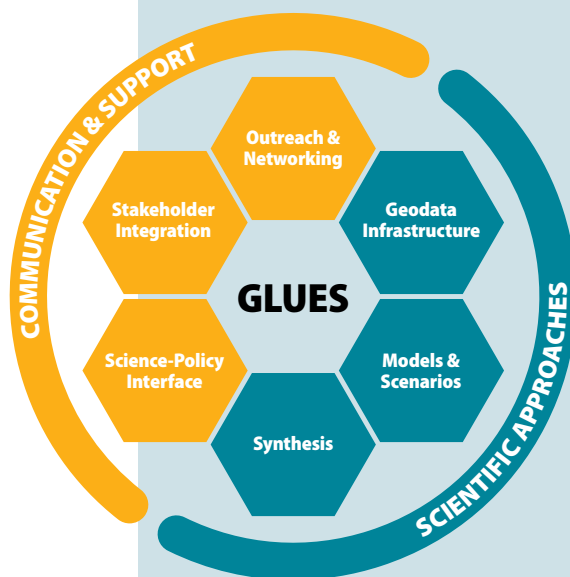 COMMUNICATION & SUPPORT
Outreach &
Networking
Stakeholder
Integration
Geodata
Infrastructure
GLUES
Science-Policy
Interface
Models &
Scenarios
Synthesis
SCIENTIFIC APPROACHES